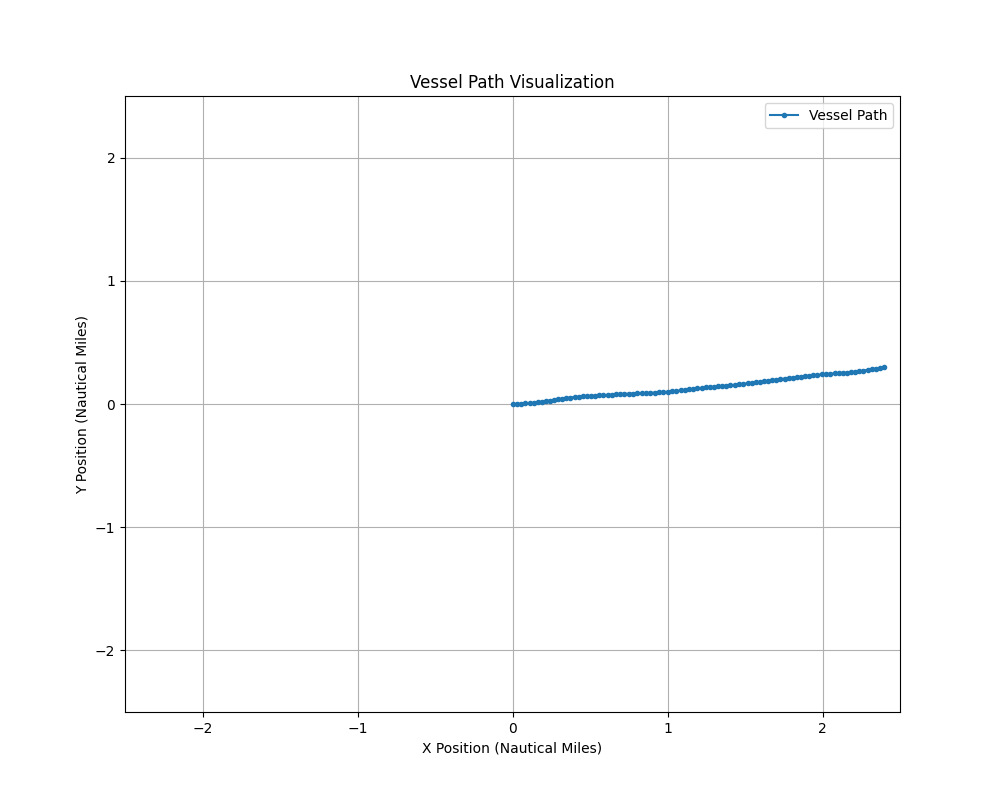 Vessel Path Visualization
Vessel Path
2
1
0
−1
−2
Y Position (Nautical Miles)
−2
−1
0
1
2
X Position (Nautical Miles)